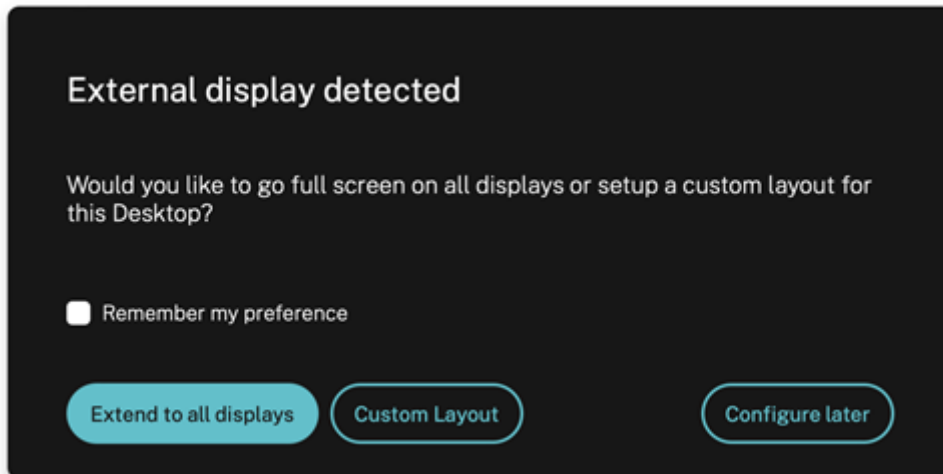 External display detected
Would you like to go full screen on all displays or setup a custom layout for
this Desktop?
Remember my preference
Extend to all displays
Custom Layout
Configure later